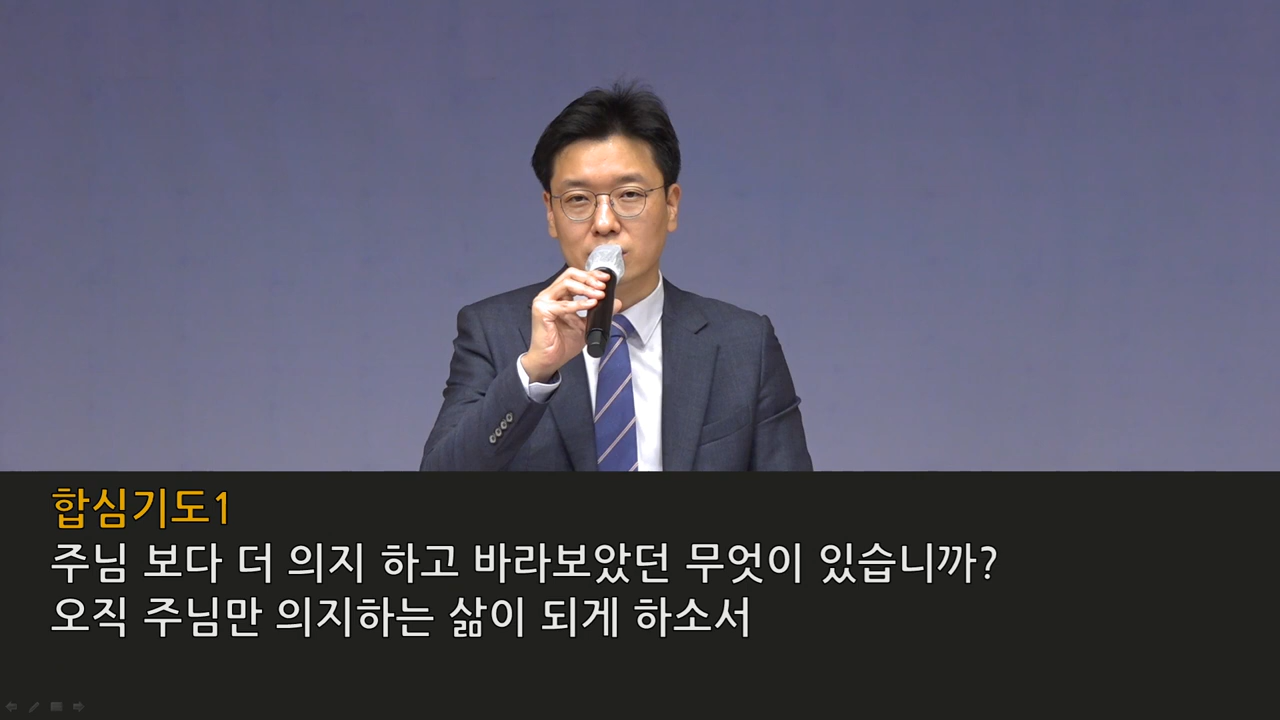 합심기도1
주님 보다 더 의지 하고 바라보았던 무엇이 있습니까?
오직 주님만 의지하는 삶이 되게 하소서